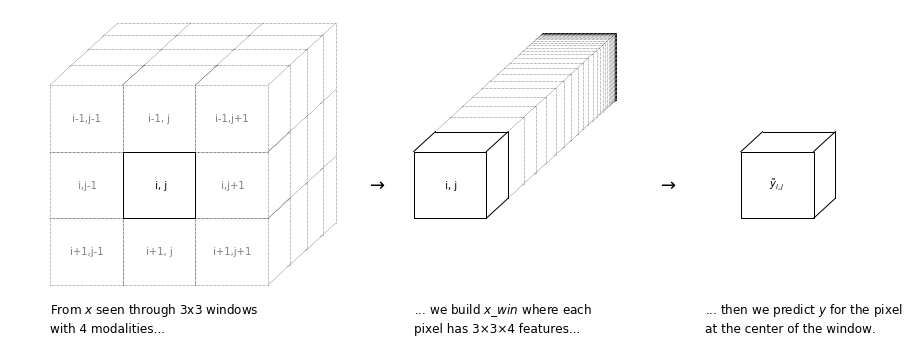 i-1,j-1 i-1, j i-1,j+1
i,j-1 i, j i,j+1
i+1,j-1 i+1, j i+1,j+1
→
i, j
→
ỹi,j
From x seen through 3x3 windows
with 4 modalities...
... we build x_win where each
pixel has 3×3×4 features...
... then we predict y for the pixel
at the center of the window.